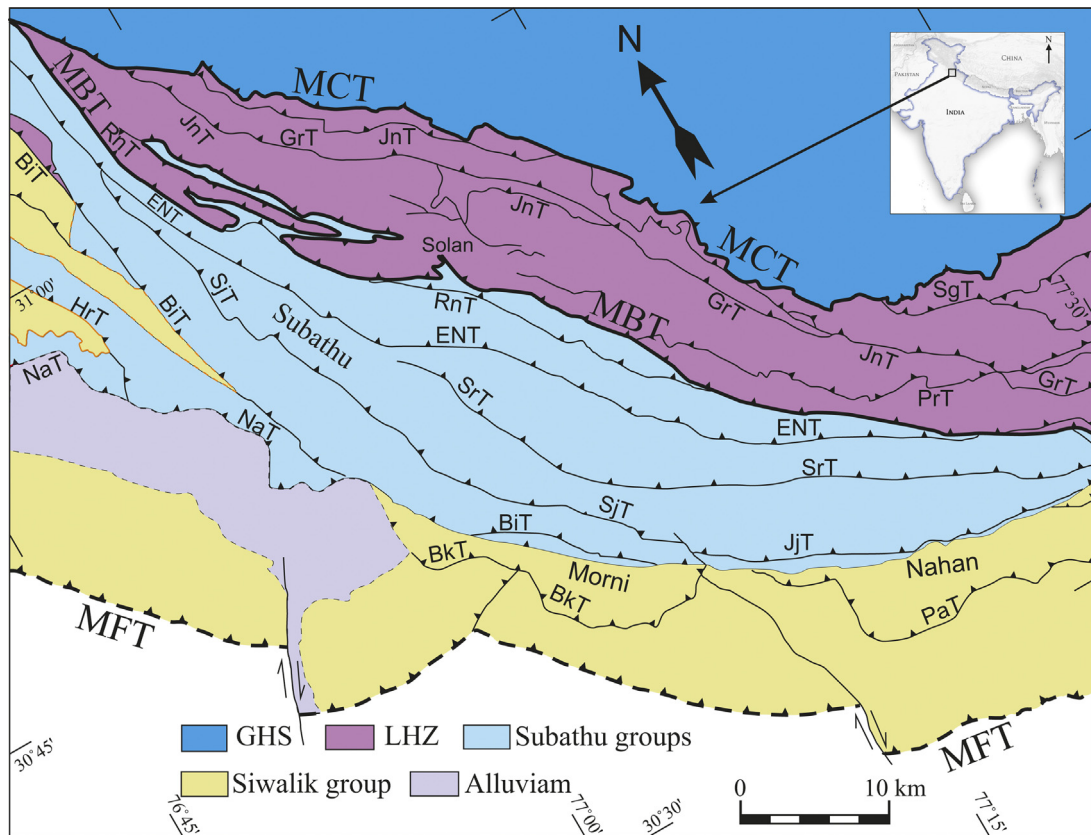 MCT
N
N
CHINA
PAKISTAN
INDIA
MBT
JnT
GrT
JnT
RnT
BiT
ENT
JnT
Solan
MCT
SgT
77°30'
31°00'
SjT
BiT
RnT
GrT
HrT
Subathu
MBT
ENT
JnT
NaT
SrT
GrT
PrT
NaT
ENT
SrT
SjT
BiT
JjT
BkT
Morni
Nahan
BkT
PaT
MFT
MFT
GHS
LHZ
Subathu groups
Siwalik group
Alluviam
0
10 km
30°45'
76°45'
77°00'
30°30'
77°15'